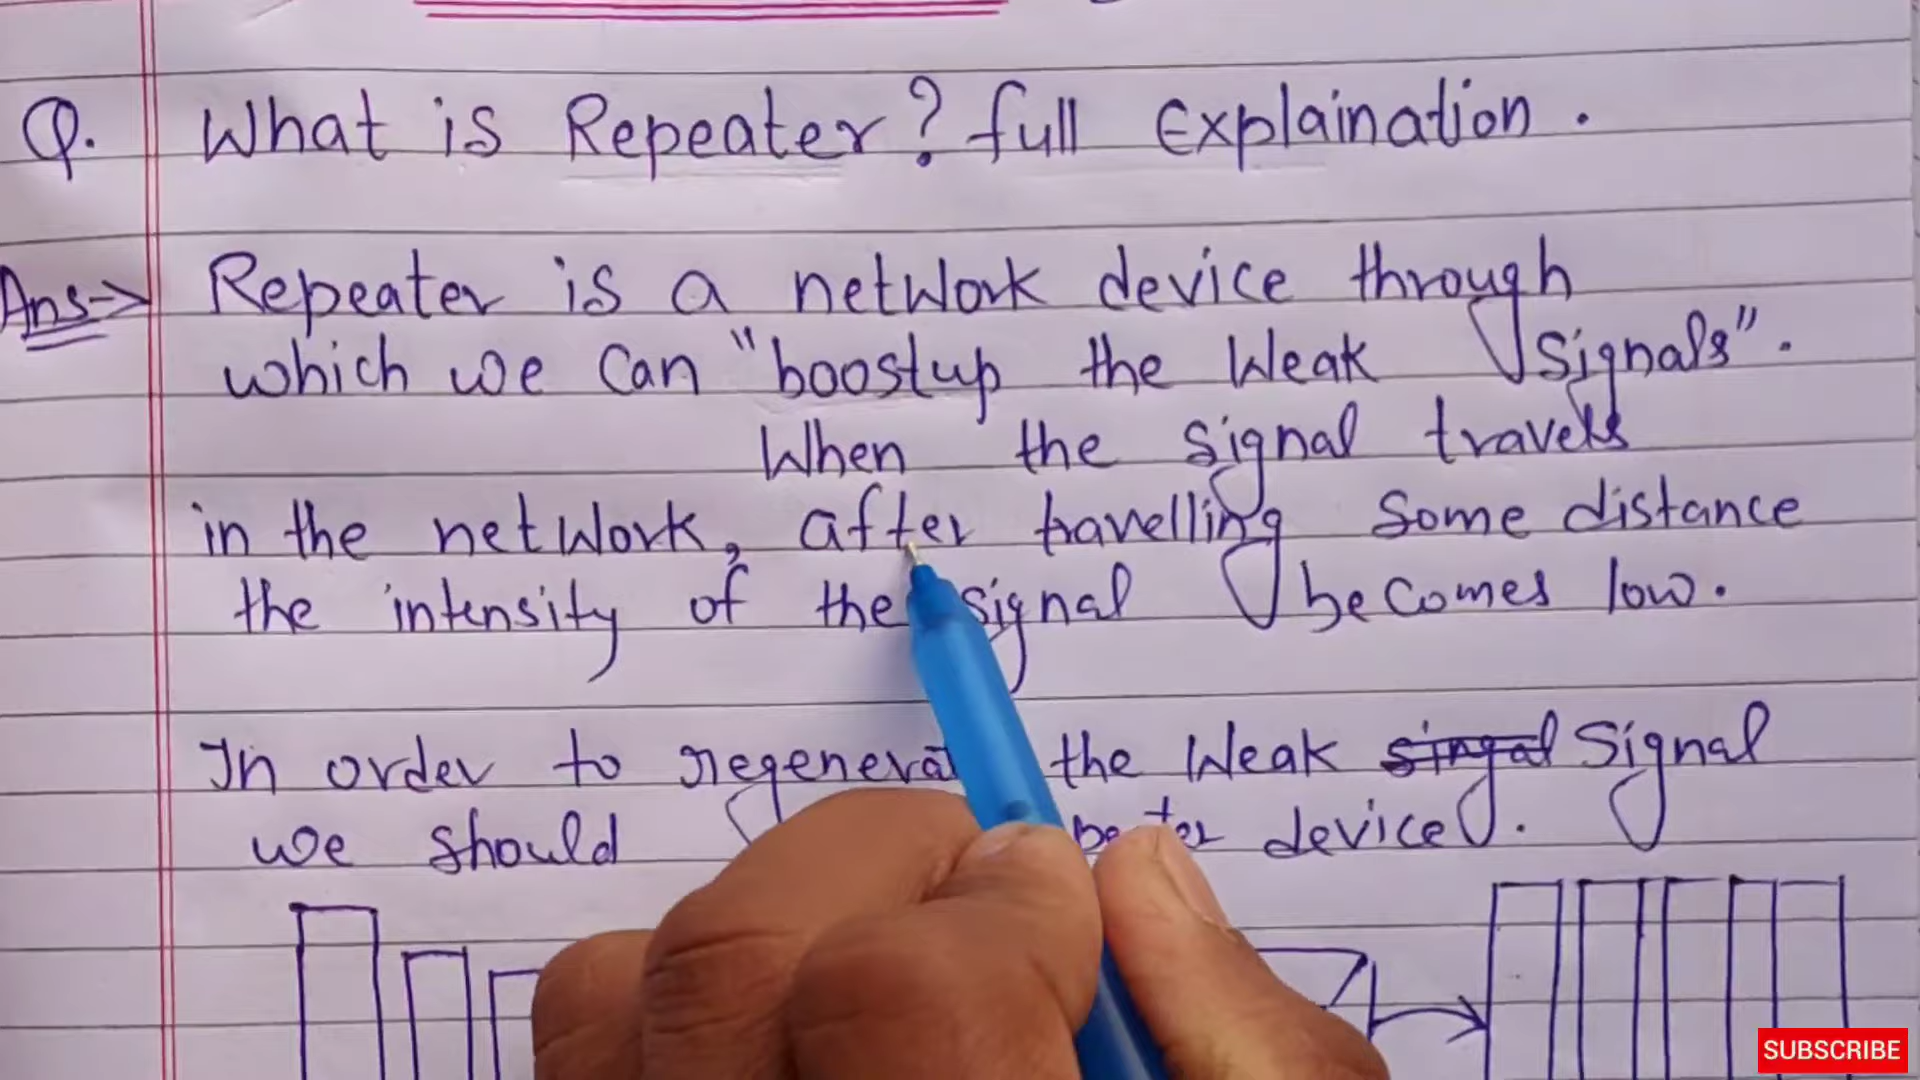 Q. What is Repeater? full Explaination.
Ans-> Repeater is a network device through
which we can "boostup the Weak Signals".
When the signal travels
in the network, after travelling some distance
the intensity of the signal becomes low.
In order to the Weak singal Signal
we should device.
SUBSCRIBE